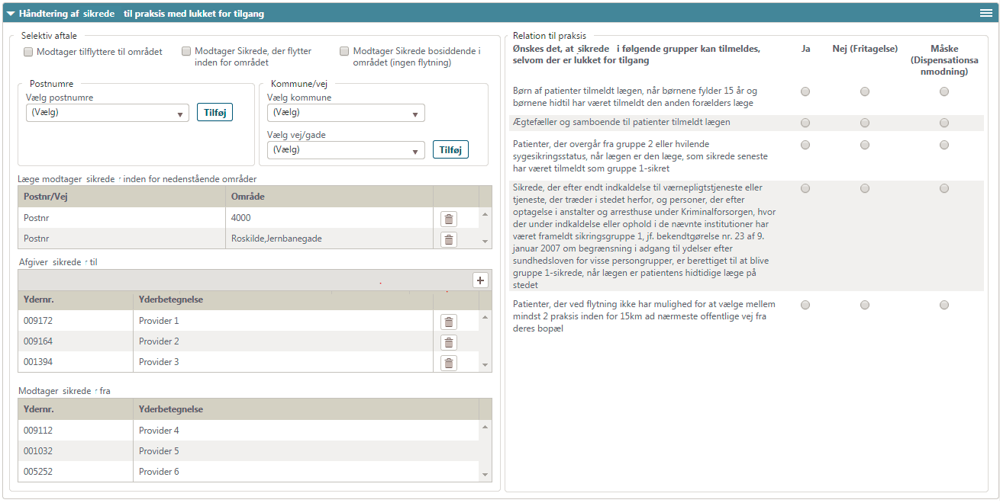 Håndtering af sikrede til praksis med lukket for tilgang
Selektiv aftale
Modtager tilflyttere til området
Modtager Sikrede, der flytter
inden for området
Modtager Sikrede bosiddende i
området (ingen flytning)
Postnumre
Vælg postnumre
(Vælg)
Tilføj
Kommune/vej
Vælg kommune
(Vælg)
Vælg vej/gade
(Vælg)
Tilføj
Læge modtager sikrede r inden for nedenstående områder
Postnr/Vej Område
Postnr 4000
Postnr Roskilde,Jernbanegade
Afgiver sikrede r til
+
Ydernr. Yderbetegnelse
009172 Provider 1
009164 Provider 2
001394 Provider 3
Modtager sikrede r fra
Ydernr. Yderbetegnelse
009112 Provider 4
001032 Provider 5
005252 Provider 6
Relation til praksis
Ønskes det, at sikrede i følgende grupper kan tilmeldes,
selvom der er lukket for tilgang
Ja
Nej (Fritagelse)
Måske
(Dispensationsa
nmodning)
Børn af patienter tilmeldt lægen, når børnene fylder 15 år og
børnene hidtil har været tilmeldt den anden forælders læge
Ægtefæller og samboende til patienter tilmeldt lægen
Patienter, der overgår fra gruppe 2 eller hvilende
sygesikringsstatus, når lægen er den læge, som sikrede seneste
har været tilmeldt som gruppe 1-sikret
Sikrede, der efter endt indkaldelse til værnepligtstjeneste eller
tjeneste, der træder i stedet herfor, og personer, der efter
optagelse i anstalter og arresthuse under Kriminalforsorgen, hvor
der under indkaldelse eller ophold i de nævnte institutioner har
været frameldt sikringsgruppe 1, jf. bekendtgørelse nr. 23 af 9.
januar 2007 om begrænsning i adgang til ydelser efter
sundhedsloven for visse persongrupper, er berettiget til at blive
gruppe 1-sikrede, når lægen er patientens hidtidige læge på
stedet
Patienter, der ved flytning ikke har mulighed for at vælge mellem
mindst 2 praksis inden for 15km ad nærmeste offentlige vej fra
deres bopæl